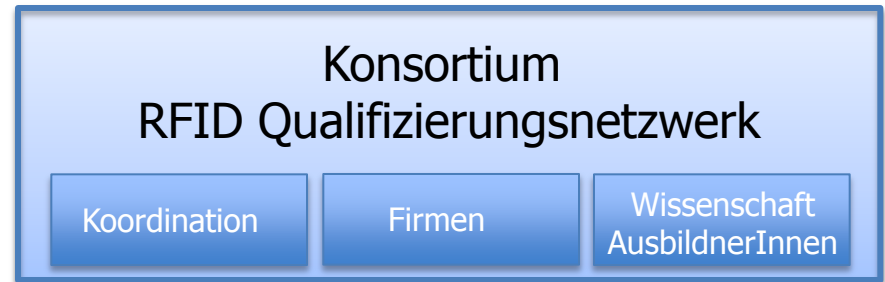 Konsortium
RFID Qualifizierungsnetzwerk
Koordination
Firmen
Wissenschaft
AusbildnerInnen